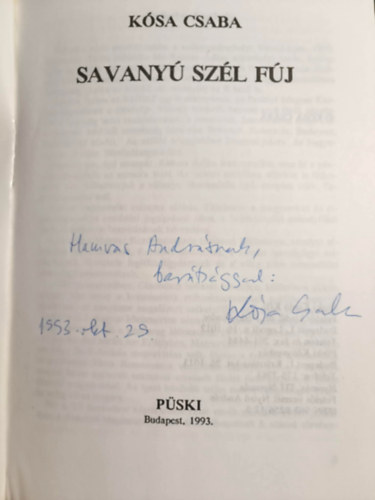 KÓSA CSABA
SAVANYÚ SZÉL FÚJ
Hamvas Andrásnak,
barátsággal:
Kósa Csaba
1993. okt. 29.
PÜSKI
Budapest, 1993.